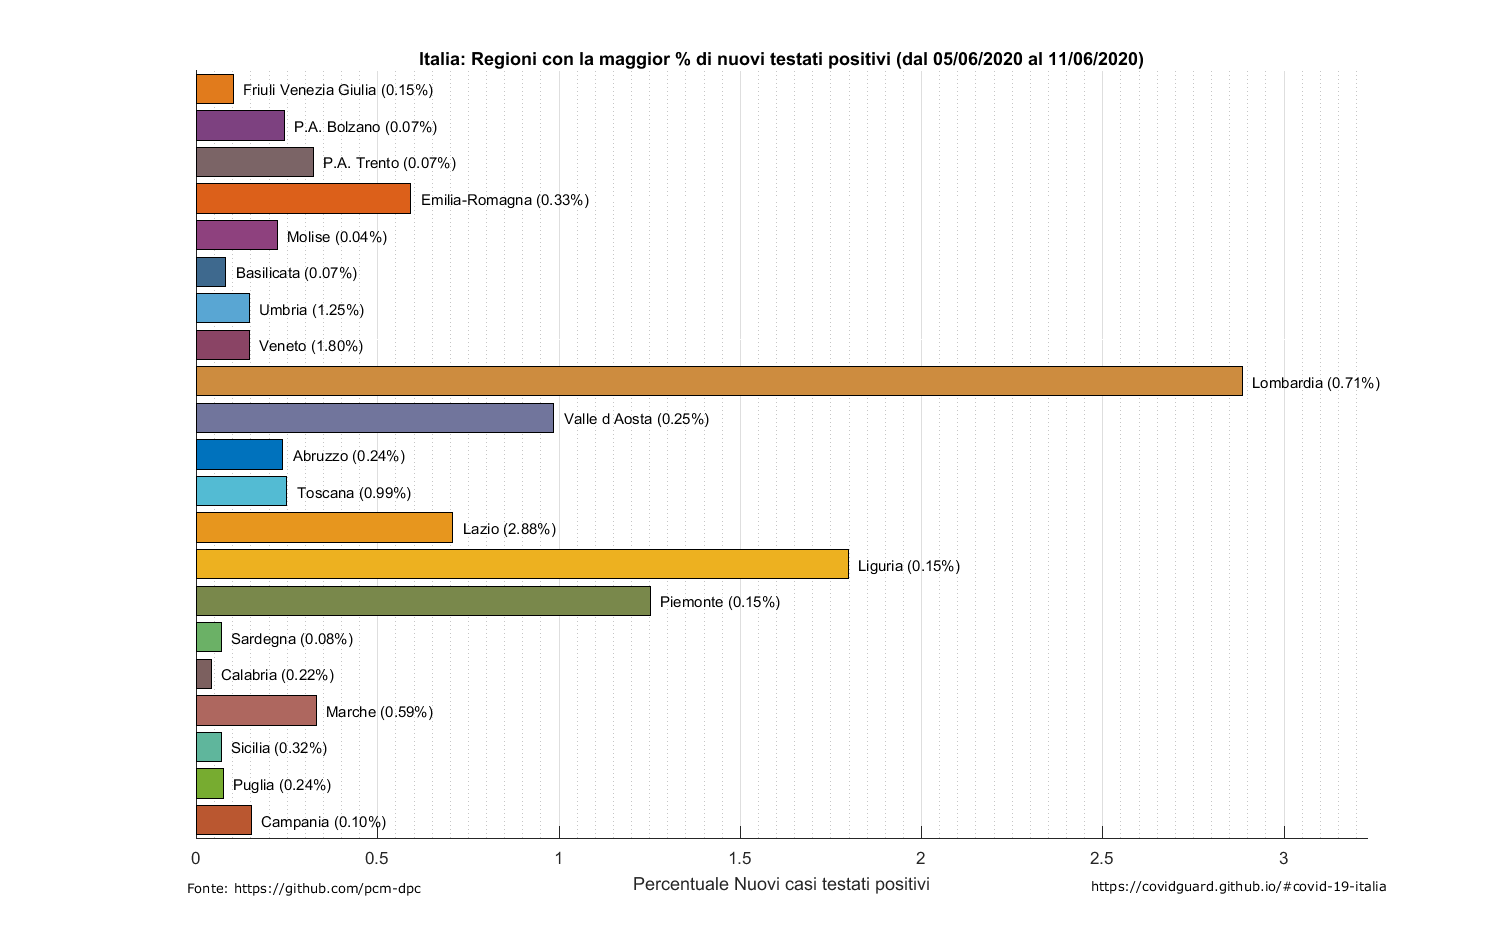 Italia: Regioni con la maggior % di nuovi testati positivi (dal 05/06/2020 al 11/06/2020)
Friuli Venezia Giulia (0.15%)
P.A. Bolzano (0.07%)
P.A. Trento (0.07%)
Emilia-Romagna (0.33%)
Molise (0.04%)
Basilicata (0.07%)
Umbria (1.25%)
Veneto (1.80%)
Lombardia (0.71%)
Valle d Aosta (0.25%)
Abruzzo (0.24%)
Toscana (0.99%)
Lazio (2.88%)
Liguria (0.15%)
Piemonte (0.15%)
Sardegna (0.08%)
Calabria (0.22%)
Marche (0.59%)
Sicilia (0.32%)
Puglia (0.24%)
Campania (0.10%)
0 0.5 1 1.5 2 2.5 3
Percentuale Nuovi casi testati positivi
Fonte: https://github.com/pcm-dpc
https://covidguard.github.io/#covid-19-italia